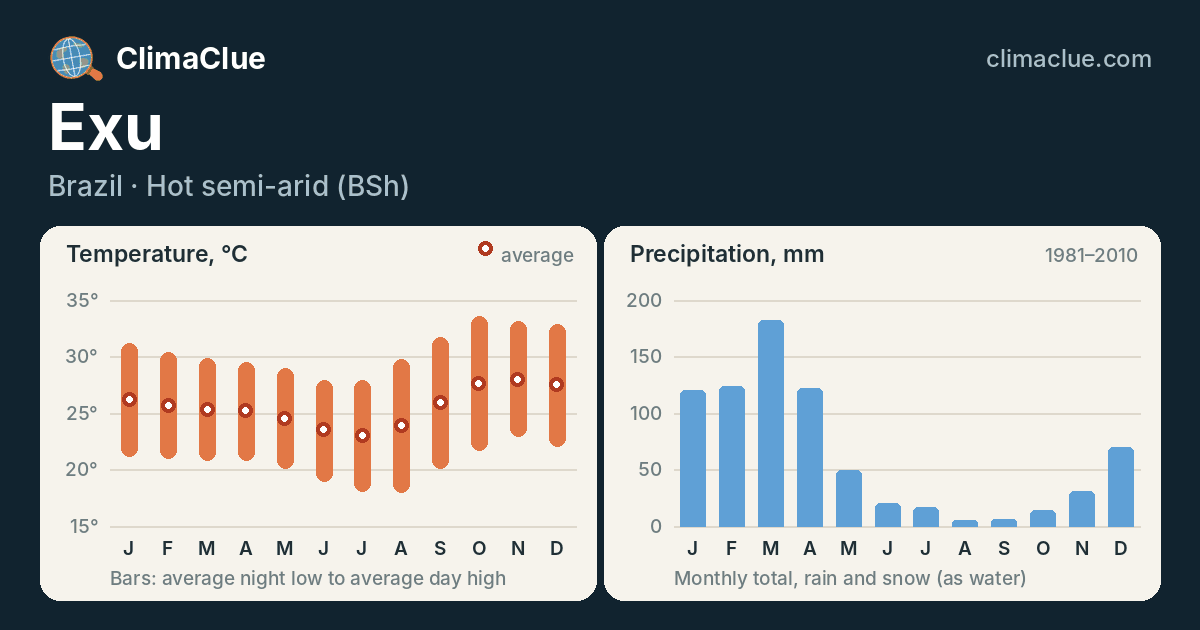 ClimaClue
climaclue.com
Exu
Brazil · Hot semi-arid (BSh)
Temperature, °C
average
35°
30°
25°
20°
15°
J F M A M J J A S O N D
Bars: average night low to average day high
Precipitation, mm
1981–2010
200
150
100
50
0
J F M A M J J A S O N D
Monthly total, rain and snow (as water)